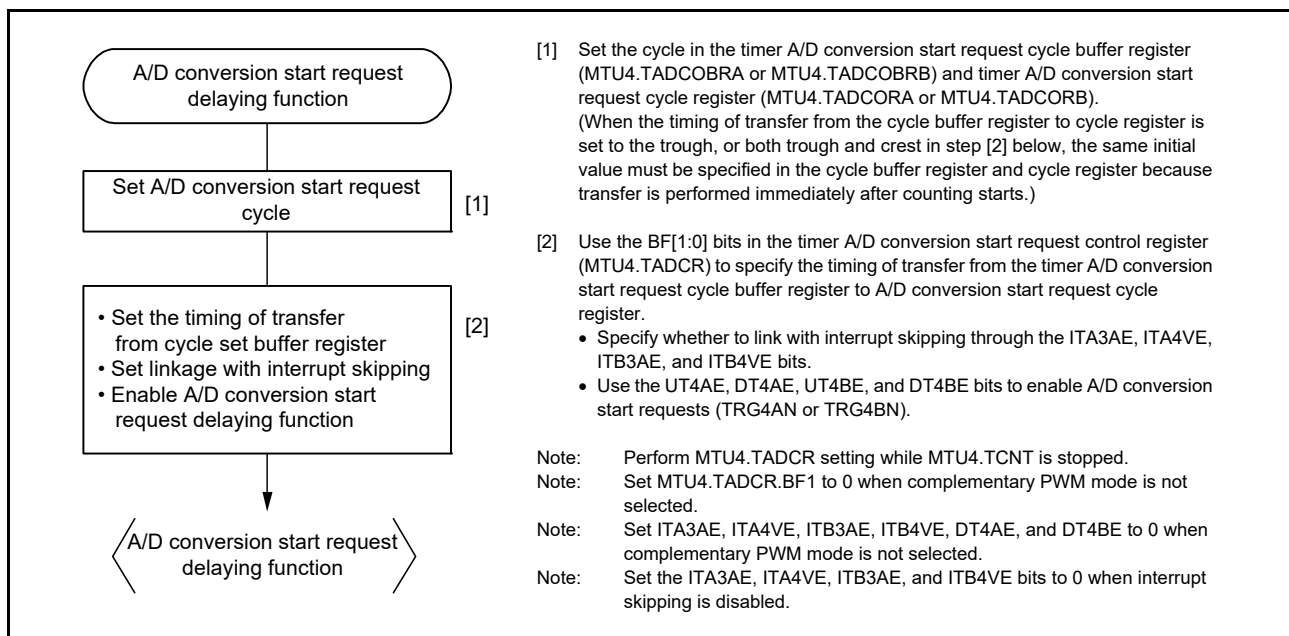 A/D conversion start request
delaying function
Set A/D conversion start request
cycle
[1]
• Set the timing of transfer
from cycle set buffer register
• Set linkage with interrupt skipping
• Enable A/D conversion start
request delaying function
[2]
A/D conversion start request
delaying function
[1] Set the cycle in the timer A/D conversion start request cycle buffer register
(MTU4.TADCOBRA or MTU4.TADCOBRB) and timer A/D conversion start
request cycle register (MTU4.TADCORA or MTU4.TADCORB).
(When the timing of transfer from the cycle buffer register to cycle register is
set to the trough, or both trough and crest in step [2] below, the same initial
value must be specified in the cycle buffer register and cycle register because
transfer is performed immediately after counting starts.)
[2] Use the BF[1:0] bits in the timer A/D conversion start request control register
(MTU4.TADCR) to specify the timing of transfer from the timer A/D conversion
start request cycle buffer register to A/D conversion start request cycle
register.
• Specify whether to link with interrupt skipping through the ITA3AE, ITA4VE,
ITB3AE, and ITB4VE bits.
• Use the UT4AE, DT4AE, UT4BE, and DT4BE bits to enable A/D conversion
start requests (TRG4AN or TRG4BN).
Note: Perform MTU4.TADCR setting while MTU4.TCNT is stopped.
Note: Set MTU4.TADCR.BF1 to 0 when complementary PWM mode is not
selected.
Note: Set ITA3AE, ITA4VE, ITB3AE, ITB4VE, DT4AE, and DT4BE to 0 when
complementary PWM mode is not selected.
Note: Set the ITA3AE, ITA4VE, ITB3AE, and ITB4VE bits to 0 when interrupt
skipping is disabled.